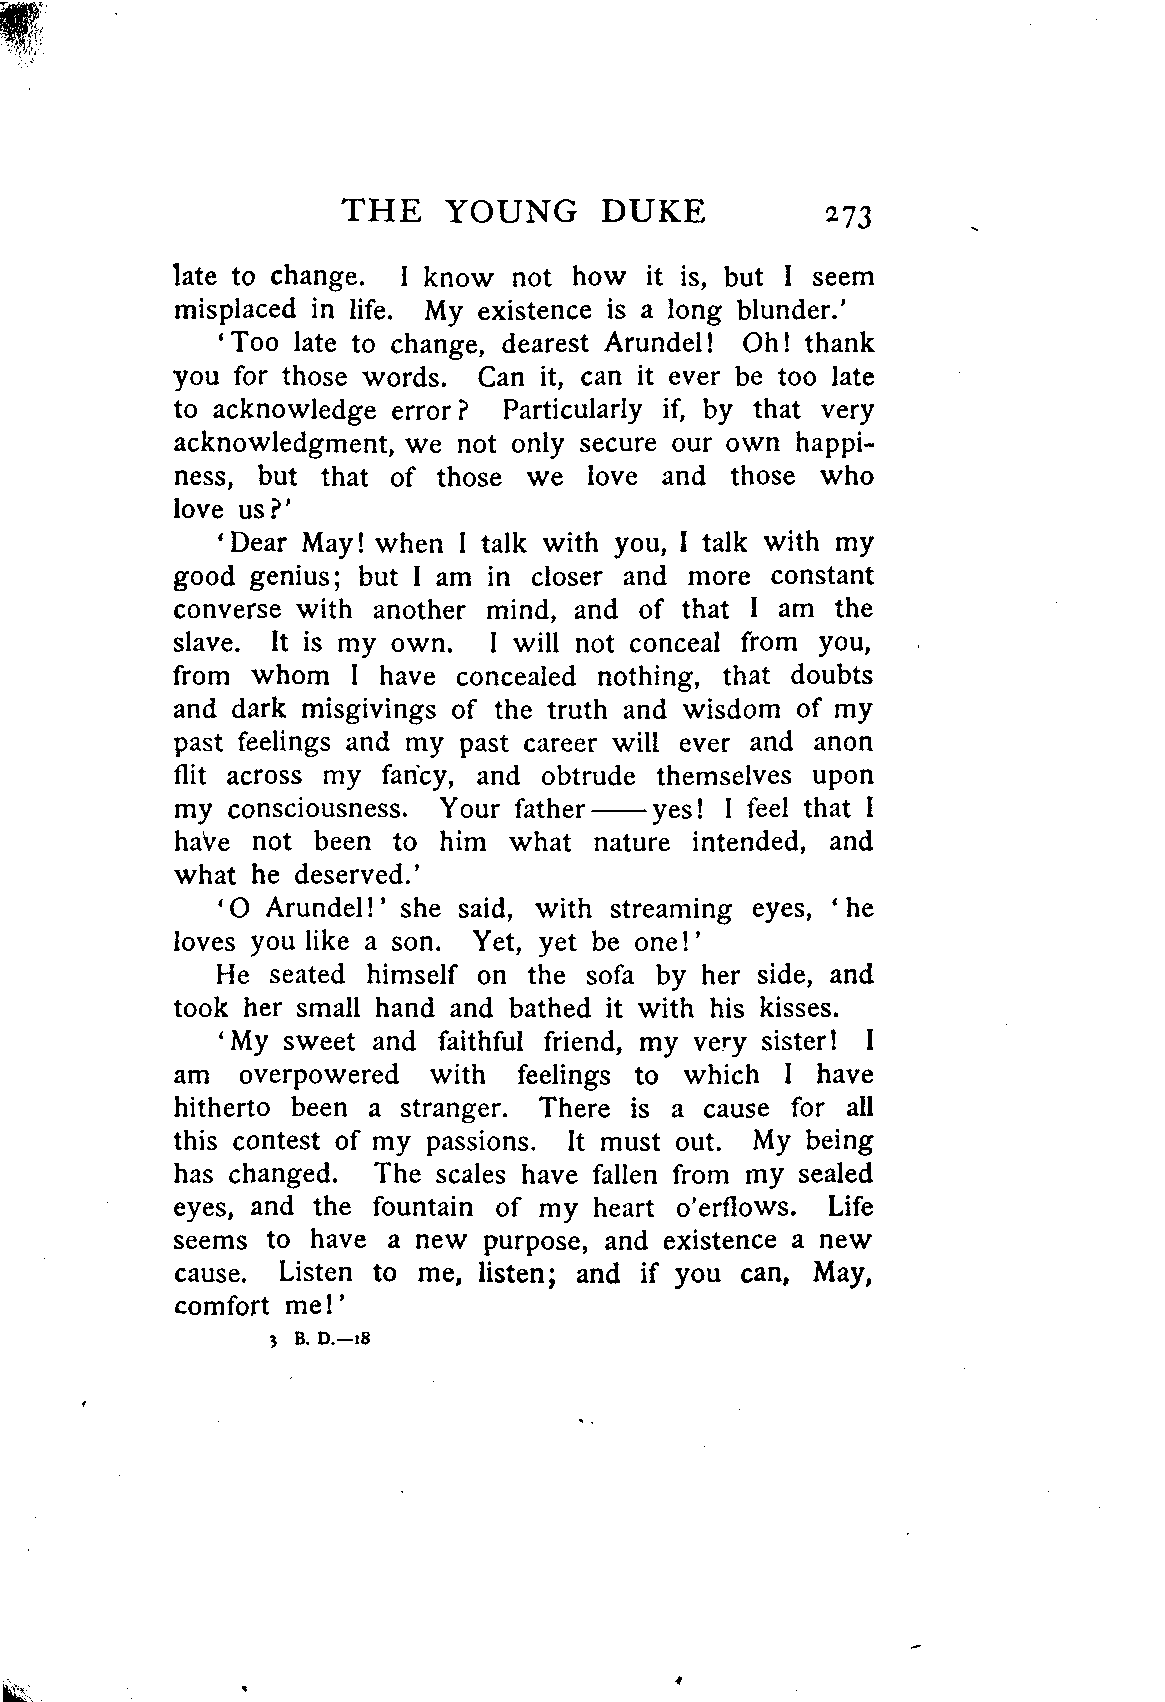 THE YOUNG DUKE 273
late to change. I know not how it is, but I seem
misplaced in life. My existence is a long blunder.'
'Too late to change, dearest Arundel! Oh! thank
you for those words. Can it, can it ever be too late
to acknowledge error? Particularly if, by that very
acknowledgment, we not only secure our own happi-
ness, but that of those we love and those who
love us?'
'Dear May! when I talk with you, I talk with my
good genius; but I am in closer and more constant
converse with another mind, and of that I am the
slave. It is my own. I will not conceal from you,
from whom I have concealed nothing, that doubts
and dark misgivings of the truth and wisdom of my
past feelings and my past career will ever and anon
flit across my fancy, and obtrude themselves upon
my consciousness. Your father——yes! I feel that I
have not been to him what nature intended, and
what he deserved.'
'O Arundel!' she said, with streaming eyes, 'he
loves you like a son. Yet, yet be one!'
He seated himself on the sofa by her side, and
took her small hand and bathed it with his kisses.
'My sweet and faithful friend, my very sister! I
am overpowered with feelings to which I have
hitherto been a stranger. There is a cause for all
this contest of my passions. It must out. My being
has changed. The scales have fallen from my sealed
eyes, and the fountain of my heart o'erflows. Life
seems to have a new purpose, and existence a new
cause. Listen to me, listen; and if you can, May,
comfort me!'
3 B. D.—18